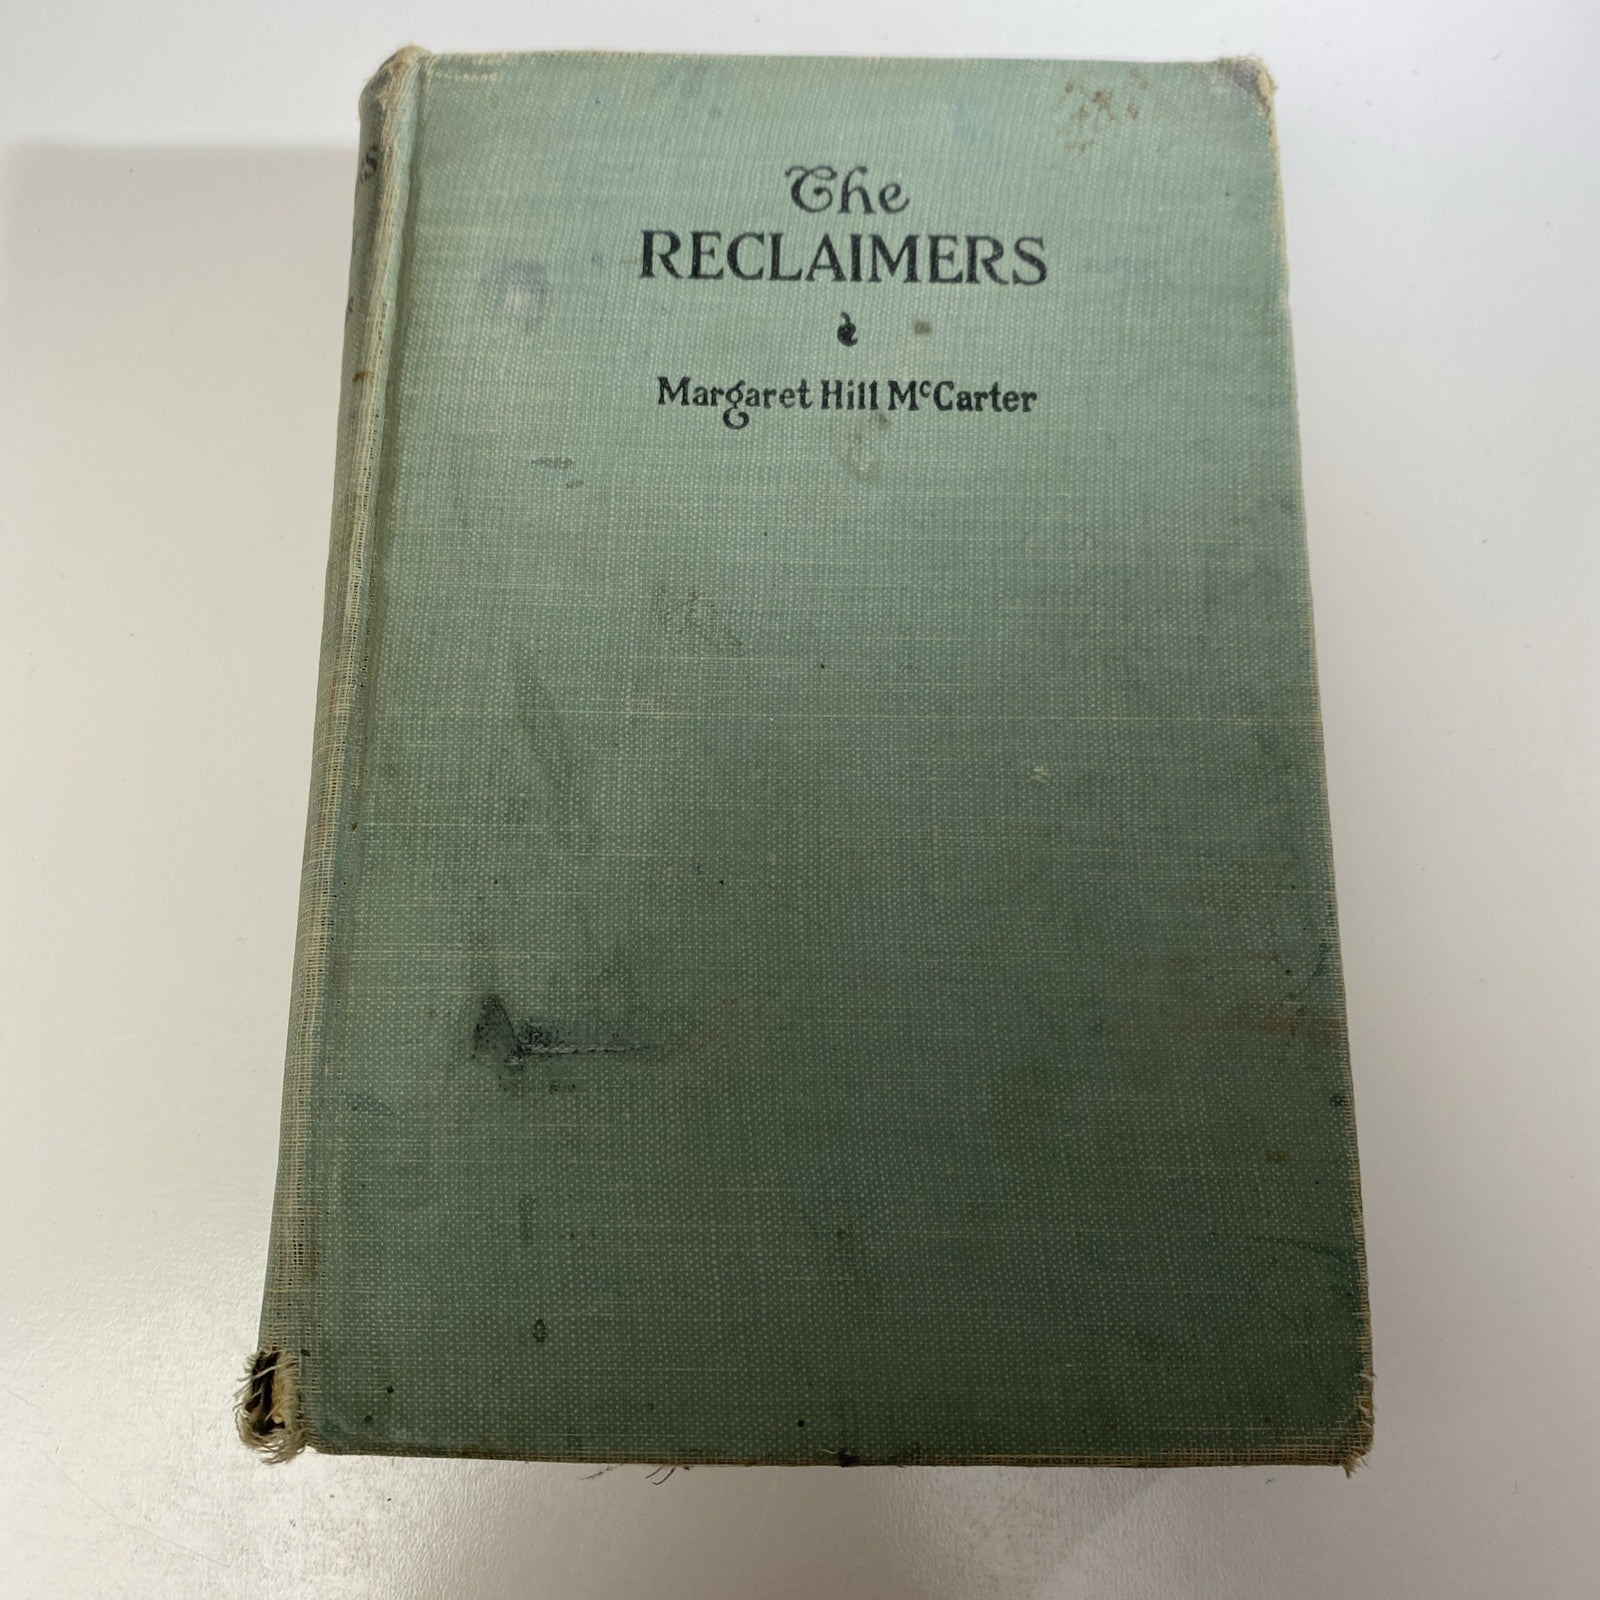 The
RECLAIMERS
Margaret Hill McCarter